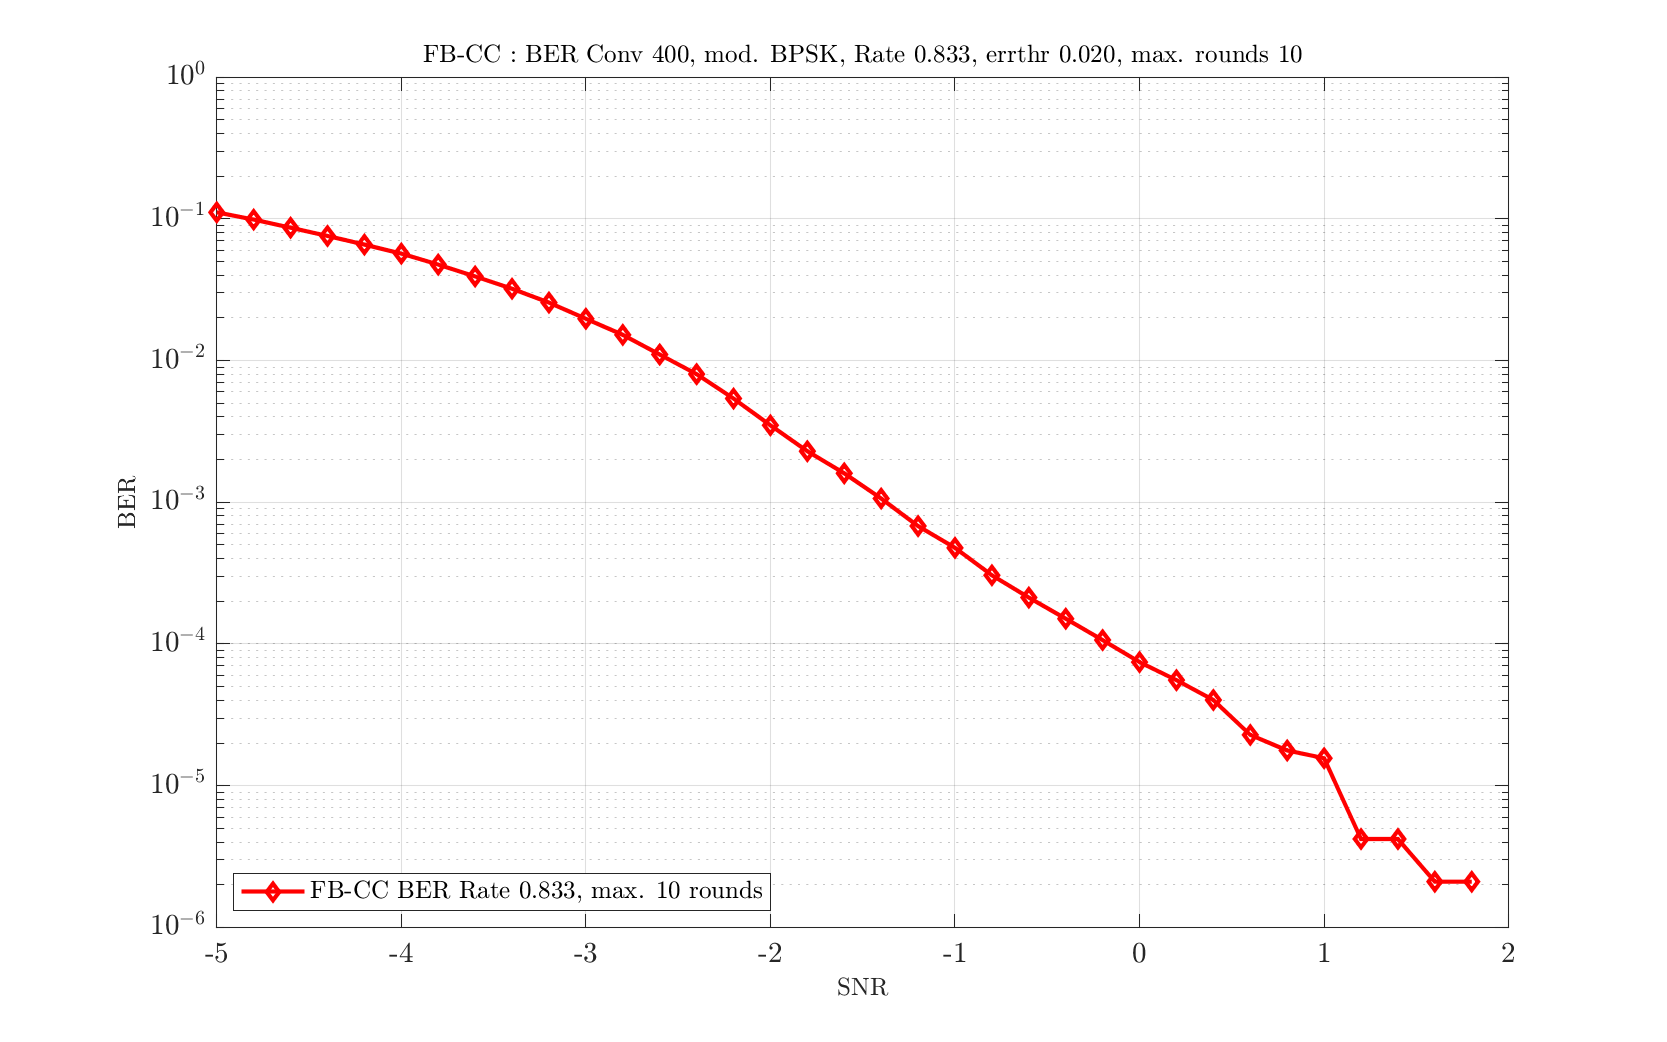 FB-CC : BER Conv 400, mod. BPSK, Rate 0.833, errthr 0.020, max. rounds 10
10^0
10^-1
10^-2
10^-3
10^-4
10^-5
10^-6
BER
FB-CC BER Rate 0.833, max. 10 rounds
-5 -4 -3 -2 -1 0 1 2
SNR